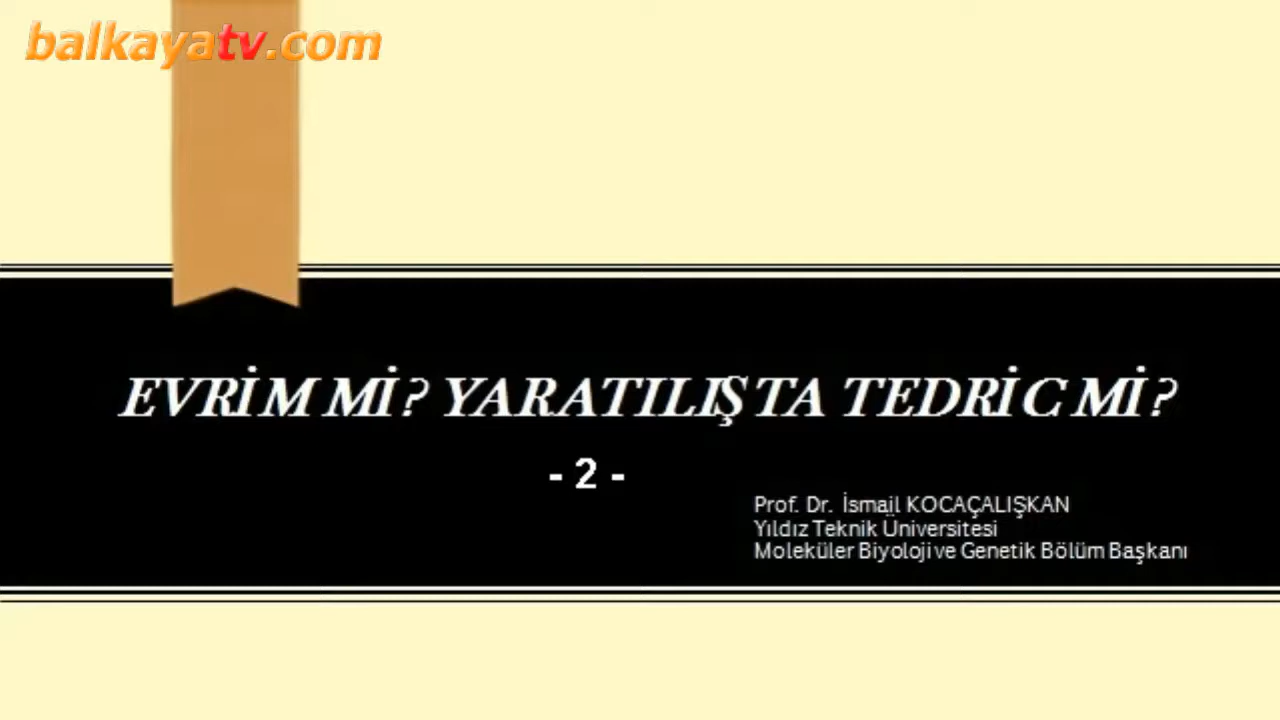 balkayatv.com
EVRİM Mİ? YARATILIŞTA TEDRİC Mİ?
- 2 -
Prof. Dr. İsmail KOCAÇALIŞKAN
Yıldız Teknik Üniversitesi
Moleküler Biyoloji ve Genetik Bölüm Başkanı